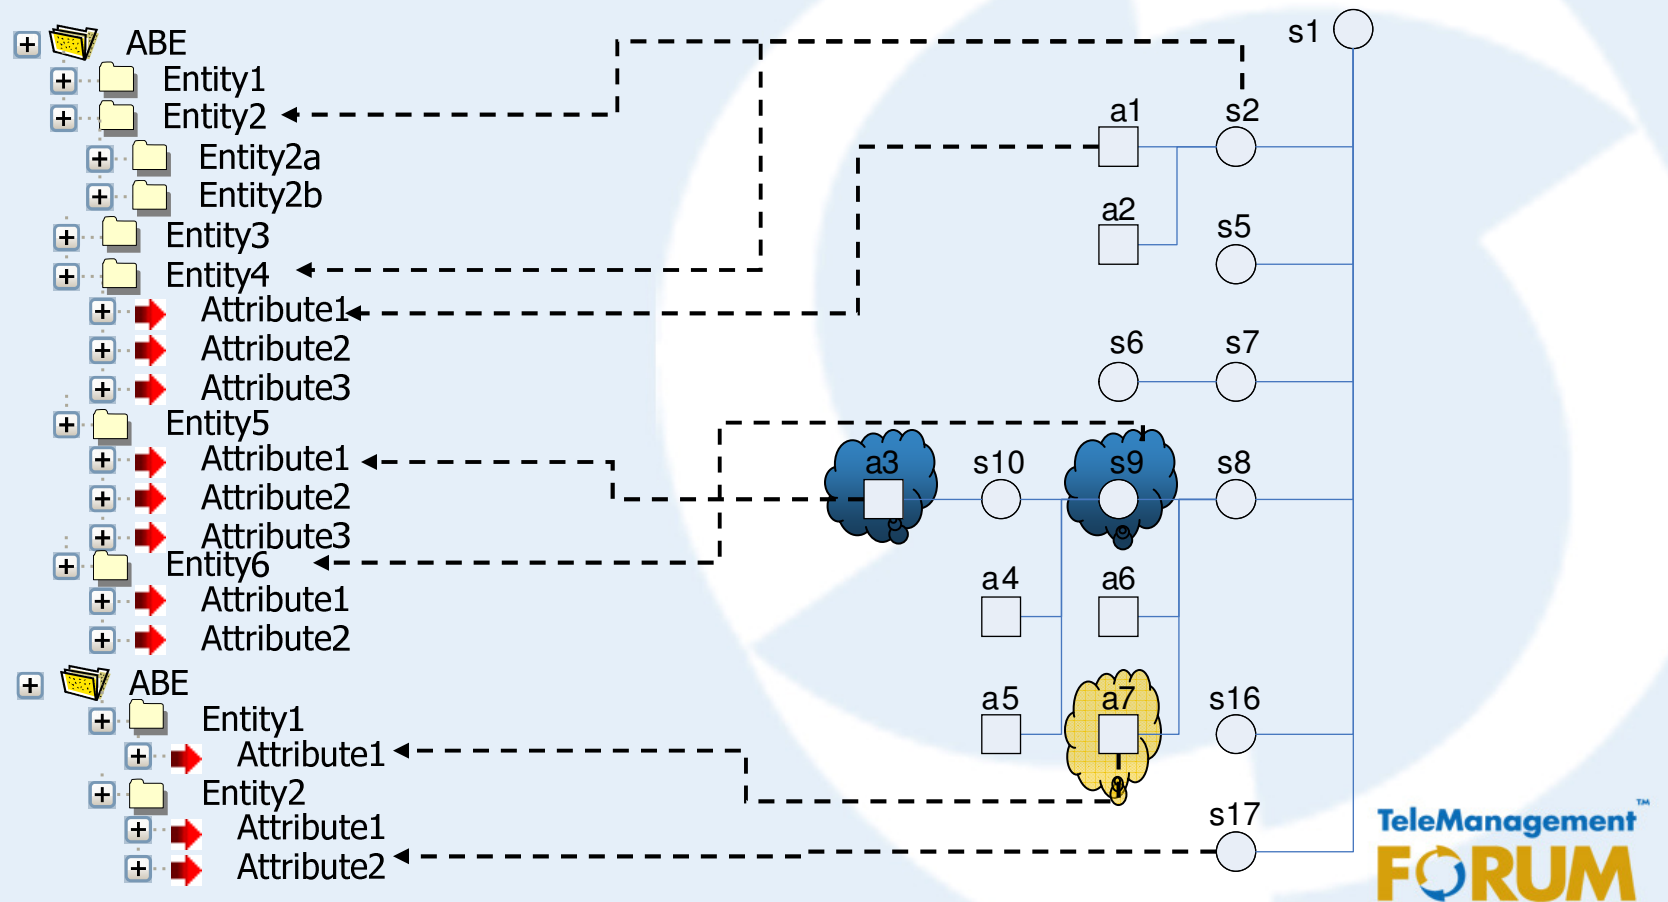 ABE
Entity1
Entity2
Entity2a
Entity2b
Entity3
Entity4
Attribute1
Attribute2
Attribute3
Entity5
Attribute1
Attribute2
Attribute3
Entity6
Attribute1
Attribute2
ABE
Entity1
Attribute1
Entity2
Attribute1
Attribute2
s1
a1 s2
a2 s5
s6 s7
a3 s10 s9 s8
a4 a6
a5 a7 s16
s17
TeleManagement™
FORUM